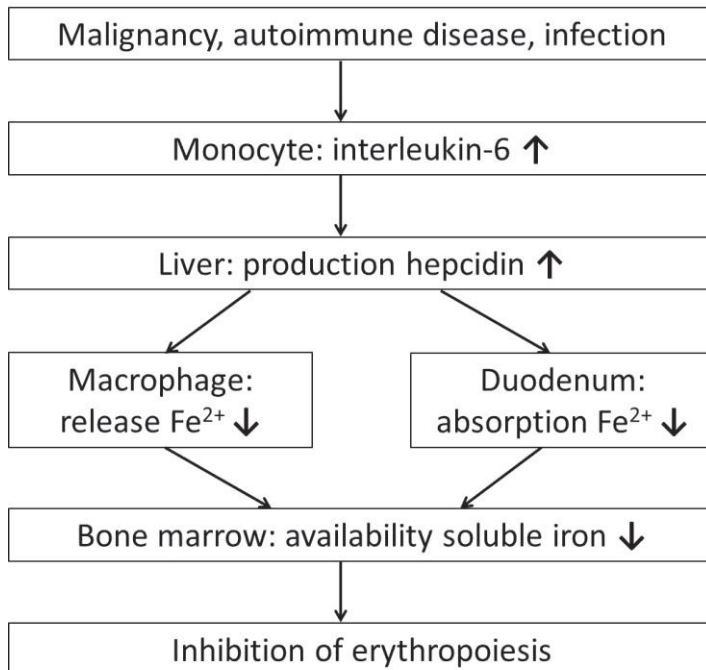 Malignancy, autoimmune disease, infection
Monocyte: interleukin-6 ↑
Liver: production hepcidin ↑
Macrophage:
release Fe²⁺ ↓
Duodenum:
absorption Fe²⁺ ↓
Bone marrow: availability soluble iron ↓
Inhibition of erythropoiesis